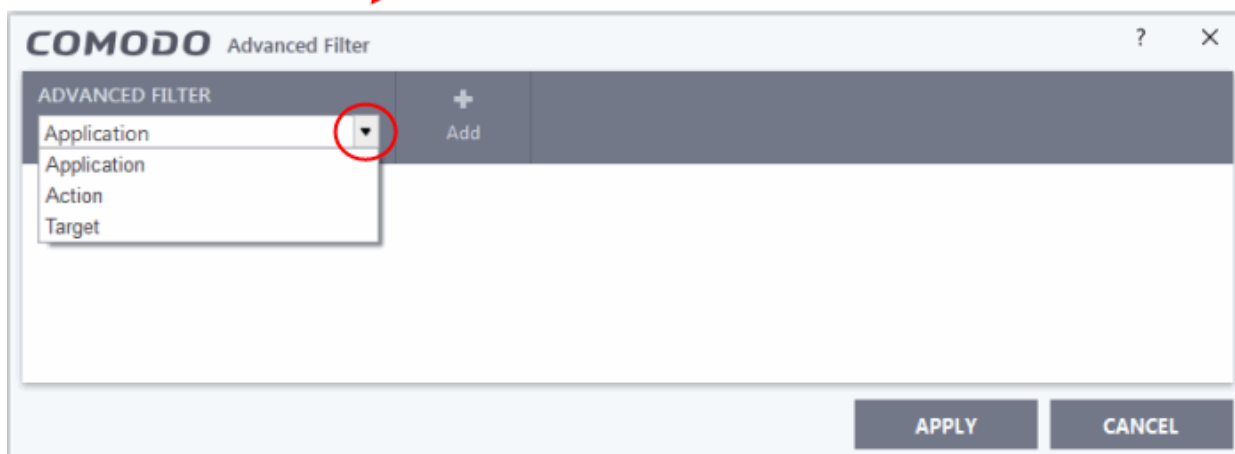 COMODO Advanced Filter ? ×
ADVANCED FILTER
Application
Add
Application
Action
Target
APPLY CANCEL